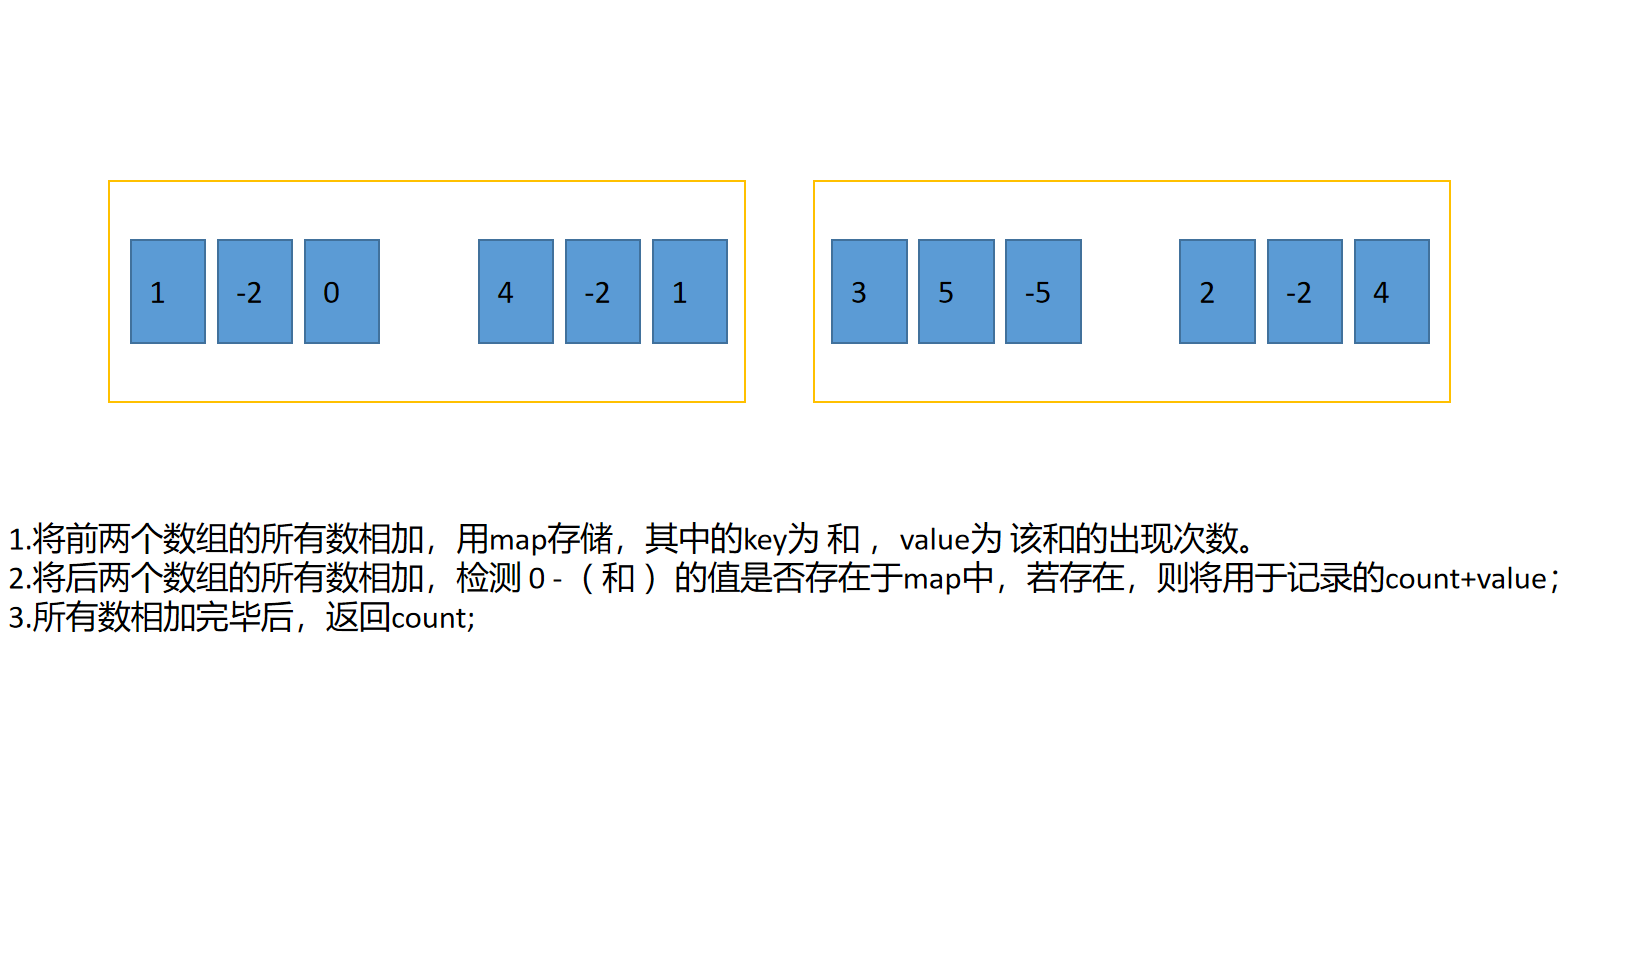 1 -2 0 4 -2 1 3 5 -5 2 -2 4
1.将前两个数组的所有数相加，用map存储，其中的key为 和 ，value为 该和的出现次数。
2.将后两个数组的所有数相加，检测 0 -（ 和 ）的值是否存在于map中，若存在，则将用于记录的count+value；
3.所有数相加完毕后，返回count;